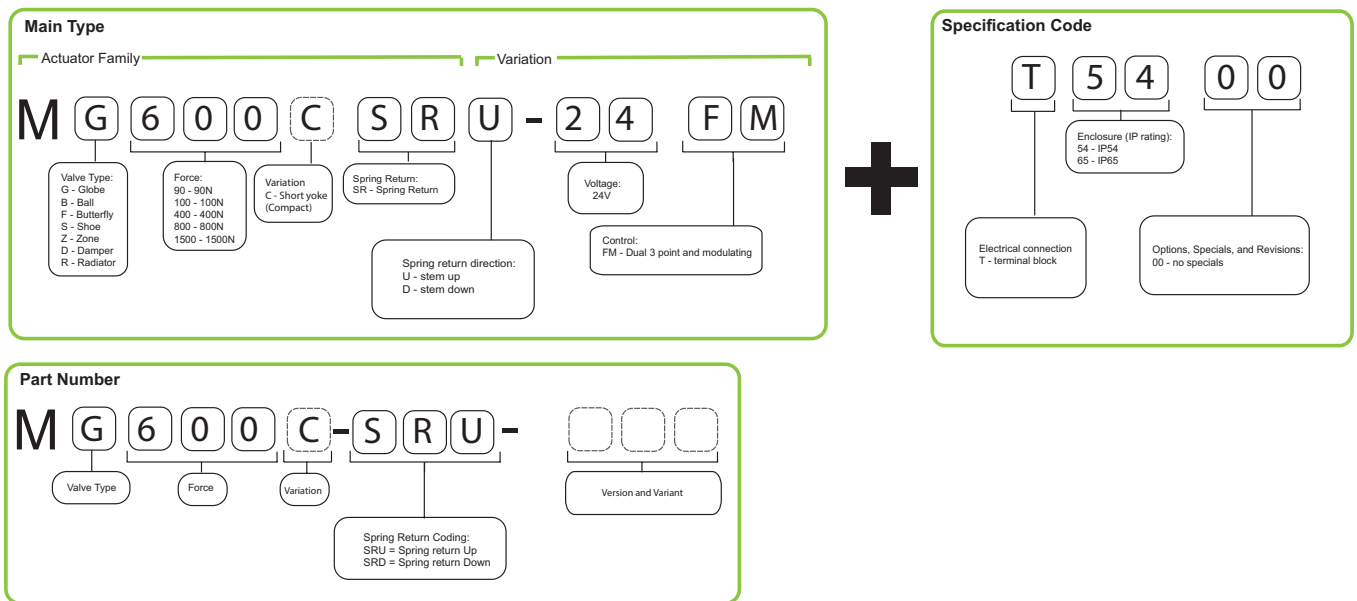 Main Type
Actuator Family
Variation
M G 6 0 0 C S R U - 2 4 F M
Valve Type:
G - Globe
B - Ball
F - Butterfly
S - Shoe
Z - Zone
D - Damper
R - Radiator
Force:
90 - 90N
100 - 100N
400 - 400N
800 - 800N
1500 - 1500N
Variation
C - Short yoke
(Compact)
Spring Return:
SR - Spring Return
Spring return direction:
U - stem up
D - stem down
Voltage:
24V
Control:
FM - Dual 3 point and modulating
Specification Code
T 5 4 0 0
Enclosure (IP rating):
54 - IP54
65 - IP65
Electrical connection
T - terminal block
Options, Specials, and Revisions:
00 - no specials
Part Number
M G 6 0 0 C - S R U -
Valve Type
Force
Variation
Version and Variant
Spring Return Coding:
SRU = Spring return Up
SRD = Spring return Down